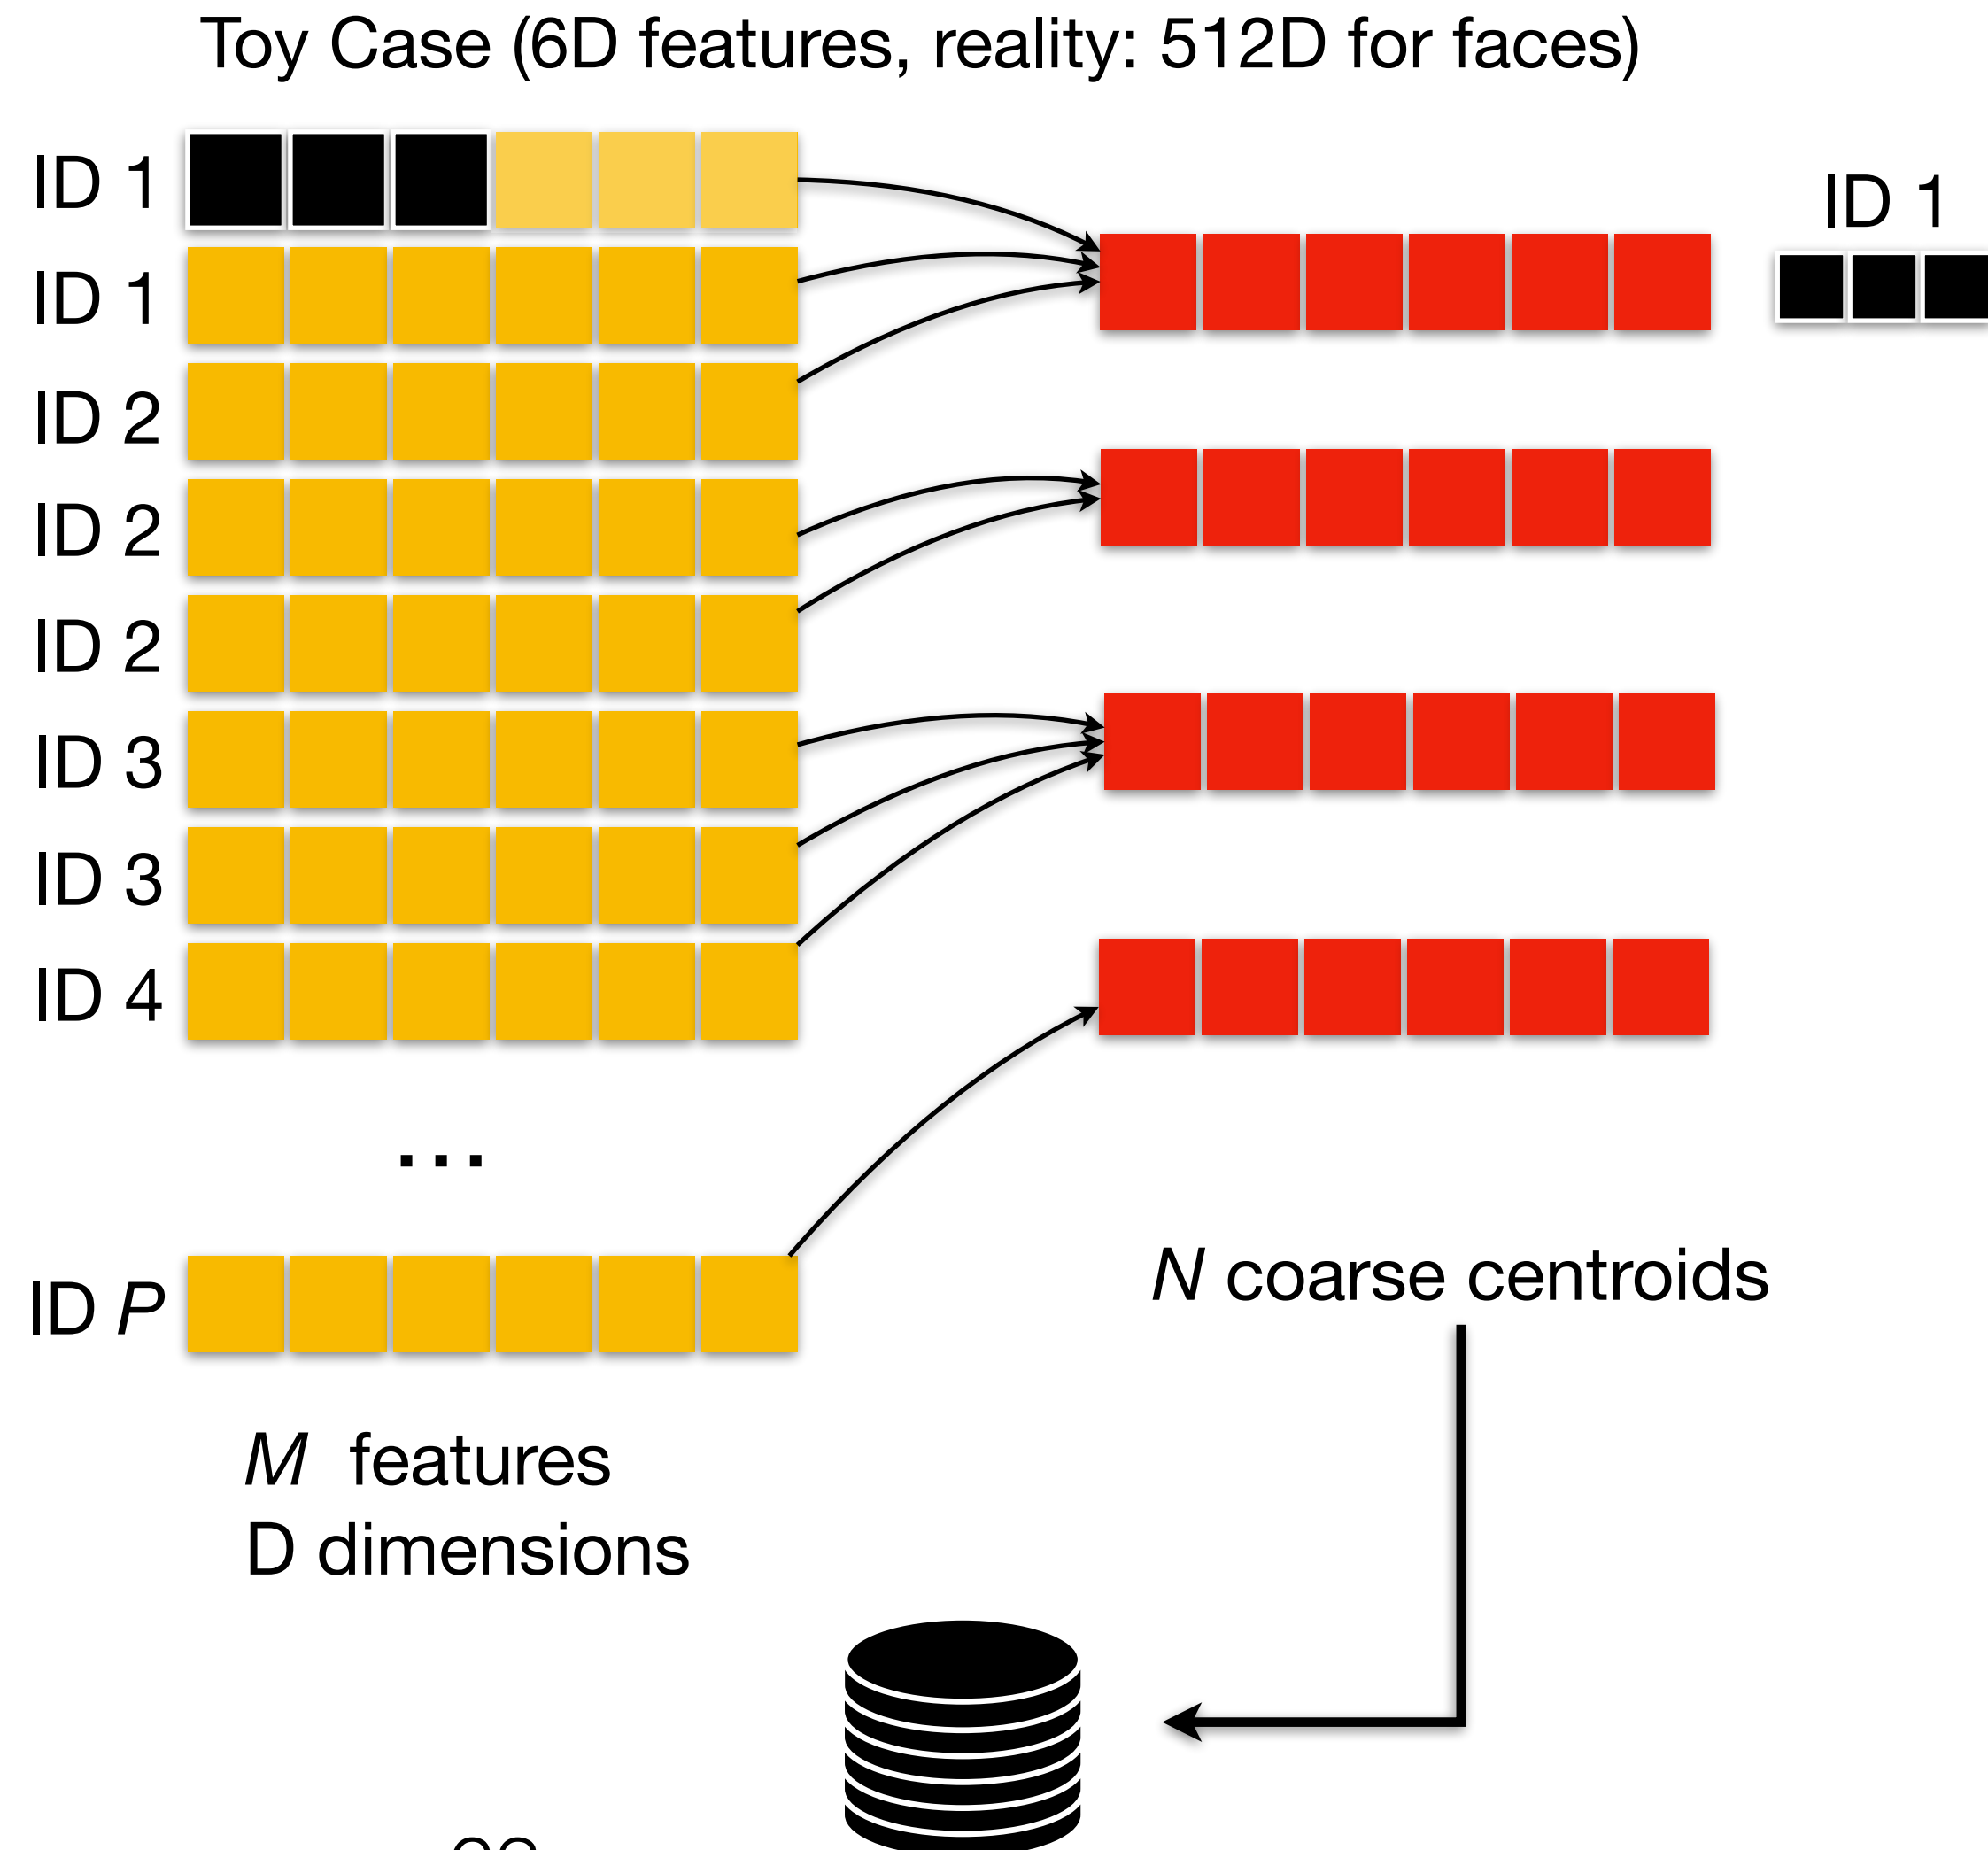 Toy Case (6D features, reality: 512D for faces)
ID 1
ID 1
ID 1
ID 2
ID 2
ID 2
ID 3
ID 3
ID 4
...
ID P
N coarse centroids
M features
D dimensions